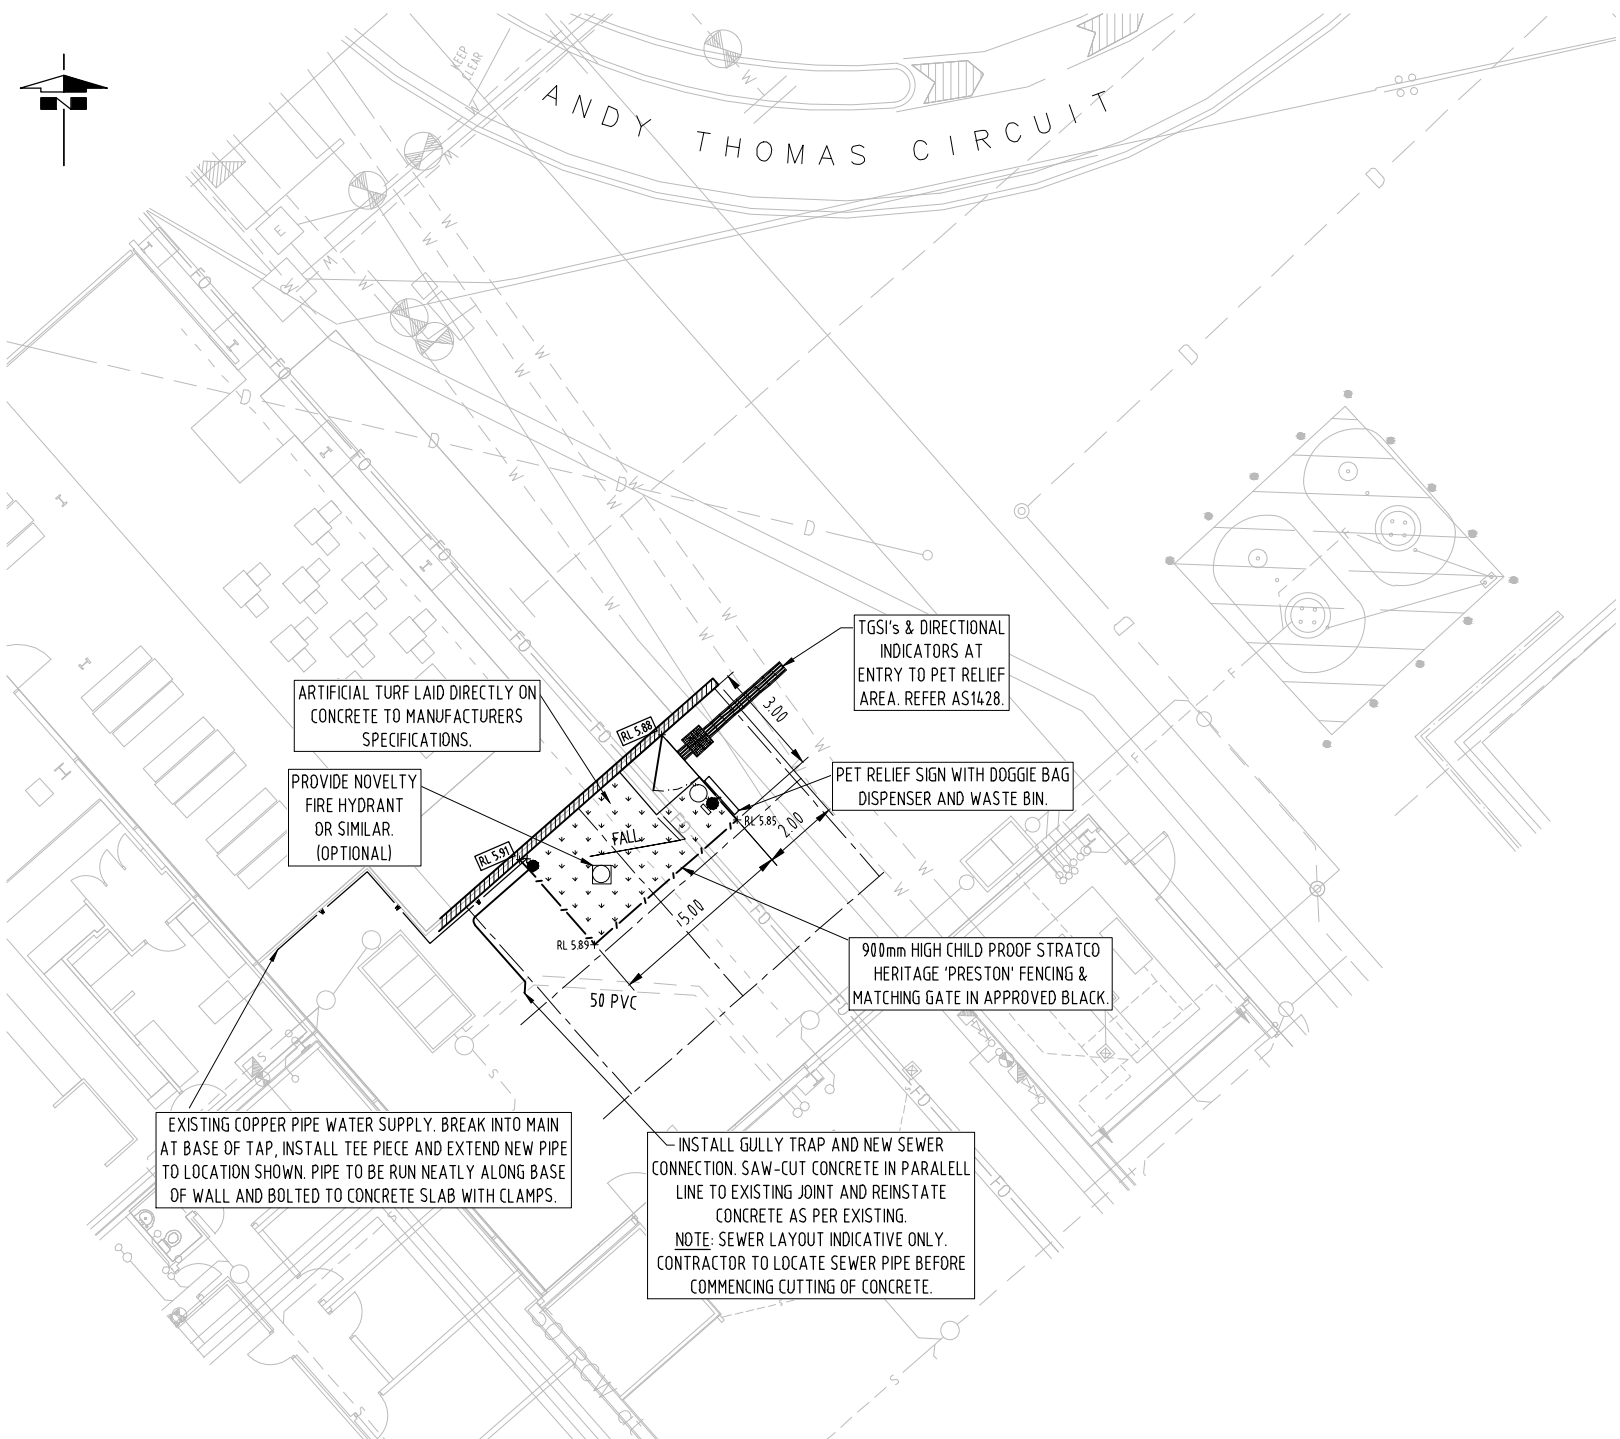 KEEP
CLEAR
ANDY THOMAS CIRCUIT
TGSI's & DIRECTIONAL
INDICATORS AT
ENTRY TO PET RELIEF
AREA. REFER AS1428.
ARTIFICIAL TURF LAID DIRECTLY ON
CONCRETE TO MANUFACTURERS
SPECIFICATIONS.
RL 5.88
3.00
PROVIDE NOVELTY
FIRE HYDRANT
OR SIMILAR.
(OPTIONAL)
PET RELIEF SIGN WITH DOGGIE BAG
DISPENSER AND WASTE BIN.
RL 5.85
2.00
FALL
RL 5.91
5.00
RL 5.89
50 PVC
900mm HIGH CHILD PROOF STRATCO
HERITAGE 'PRESTON' FENCING &
MATCHING GATE IN APPROVED BLACK.
EXISTING COPPER PIPE WATER SUPPLY. BREAK INTO MAIN
AT BASE OF TAP, INSTALL TEE PIECE AND EXTEND NEW PIPE
TO LOCATION SHOWN. PIPE TO BE RUN NEATLY ALONG BASE
OF WALL AND BOLTED TO CONCRETE SLAB WITH CLAMPS.
INSTALL GULLY TRAP AND NEW SEWER
CONNECTION. SAW-CUT CONCRETE IN PARALELL
LINE TO EXISTING JOINT AND REINSTATE
CONCRETE AS PER EXISTING.
NOTE: SEWER LAYOUT INDICATIVE ONLY.
CONTRACTOR TO LOCATE SEWER PIPE BEFORE
COMMENCING CUTTING OF CONCRETE.